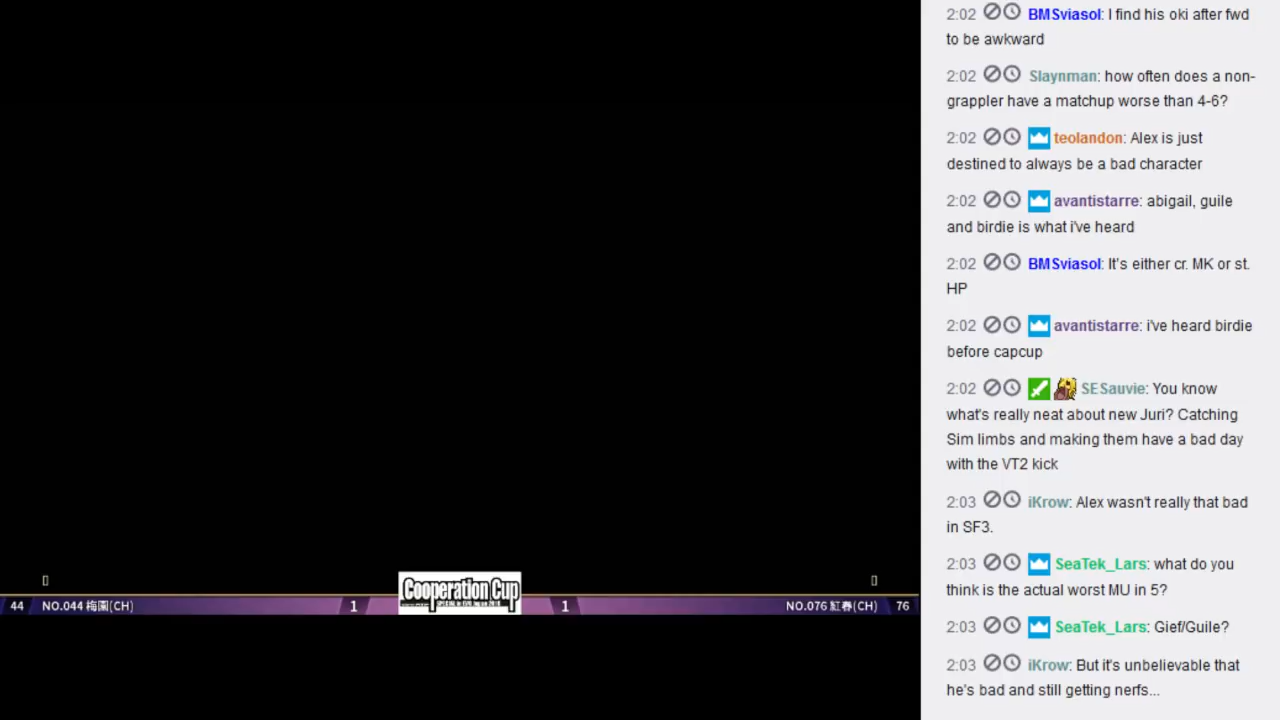 2:02 BMSviasol: I find his oki after fwd
to be awkward
2:02 Slaynman: how often does a non-
grappler have a matchup worse than 4-6?
2:02 teolandon: Alex is just
destined to always be a bad character
2:02 avantistarre: abigail, guile
and birdie is what i've heard
2:02 BMSviasol: It's either cr. MK or st.
HP
2:02 avantistarre: i've heard birdie
before capcup
2:02 SESauvie: You know
what's really neat about new Juri? Catching
Sim limbs and making them have a bad day
with the VT2 kick
2:03 iKrow: Alex wasn't really that bad
in SF3.
2:03 SeaTek_Lars: what do you
think is the actual worst MU in 5?
2:03 SeaTek_Lars: Gief/Guile?
2:03 iKrow: But it's unbelievable that
he's bad and still getting nerfs...
Cooperation Cup
44 NO.044 梅園(CH) 1 1 NO.076 紅春(CH) 76